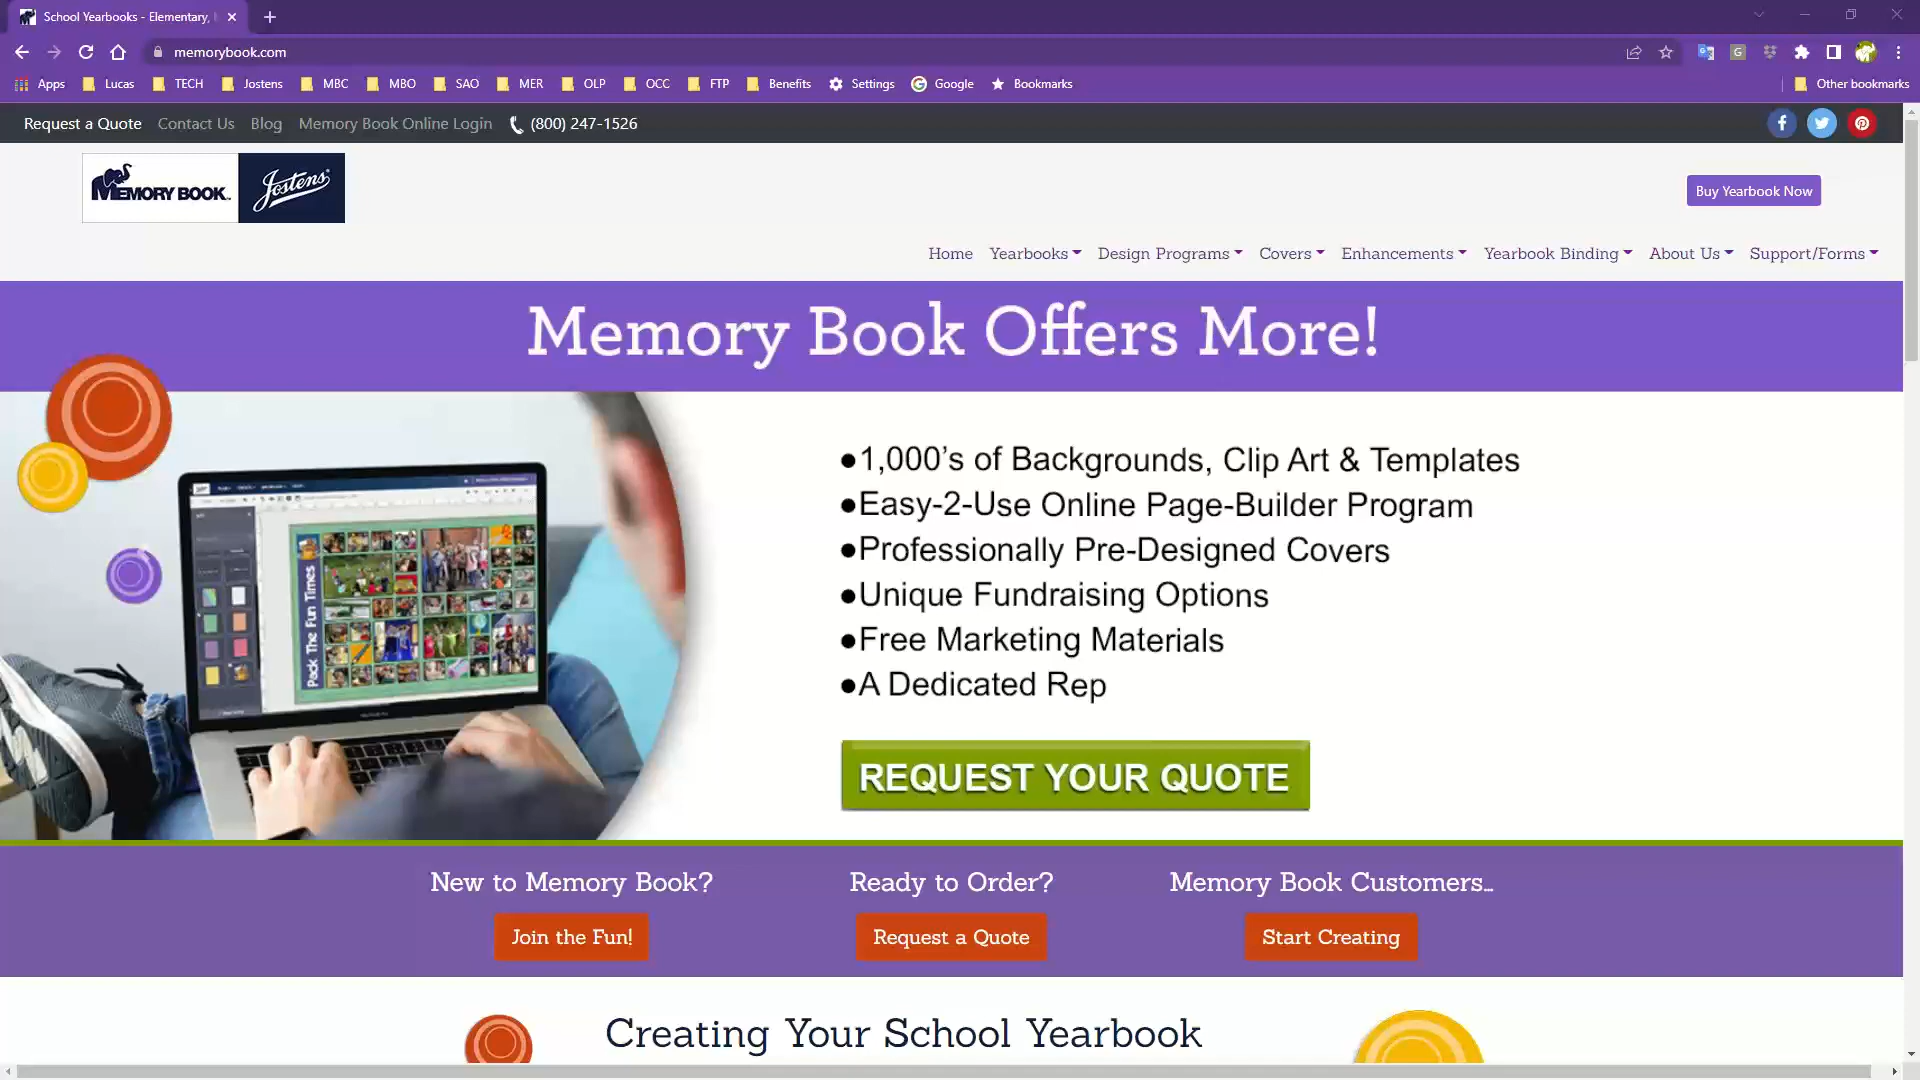 School Yearbooks - Elementary,
memorybook.com
Apps Lucas TECH Jostens MBC MBO SAO MER OLP OCC FTP Benefits Settings Google Bookmarks Other bookmarks
Request a Quote Contact Us Blog Memory Book Online Login (800) 247-1526
MEMORY BOOK Jostens
Buy Yearbook Now
Home Yearbooks Design Programs Covers Enhancements Yearbook Binding About Us Support/Forms
Memory Book Offers More!
●1,000's of Backgrounds, Clip Art & Templates
●Easy-2-Use Online Page-Builder Program
●Professionally Pre-Designed Covers
●Unique Fundraising Options
●Free Marketing Materials
●A Dedicated Rep
Pack The Fun Times
REQUEST YOUR QUOTE
New to Memory Book? Ready to Order? Memory Book Customers...
Join the Fun! Request a Quote Start Creating
Creating Your School Yearbook